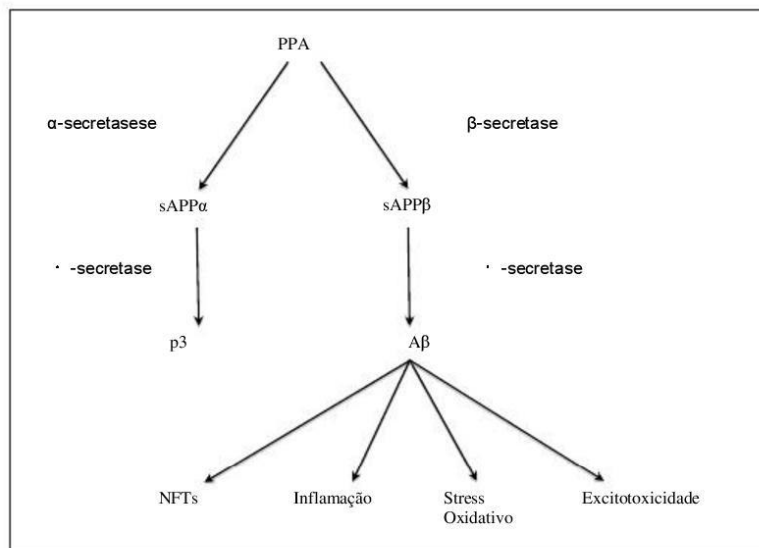 PPA
α-secretasese
β-secretase
sAPPα
sAPPβ
· -secretase
· -secretase
p3
Aβ
NFTs
Inflamação
Stress
Oxidativo
Excitotoxicidade